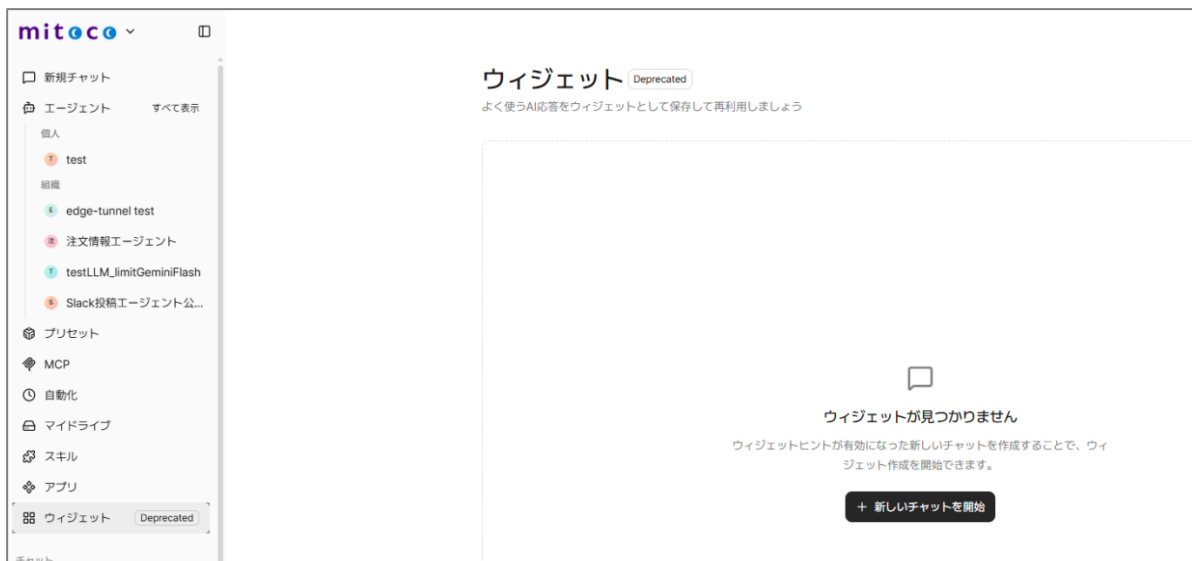 mitoco
新規チャット
エージェント すべて表示
個人
T test
組織
E edge-tunnel test
注 注文情報エージェント
T testLLM_limitGeminiFlash
S Slack投稿エージェント公...
プリセット
MCP
自動化
マイドライブ
スキル
アプリ
ウィジェット Deprecated
チャット
ウィジェット Deprecated
よく使うAI応答をウィジェットとして保存して再利用しましょう
ウィジェットが見つかりません
ウィジェットヒントが有効になった新しいチャットを作成することで、ウィ
ジェット作成を開始できます。
+ 新しいチャットを開始